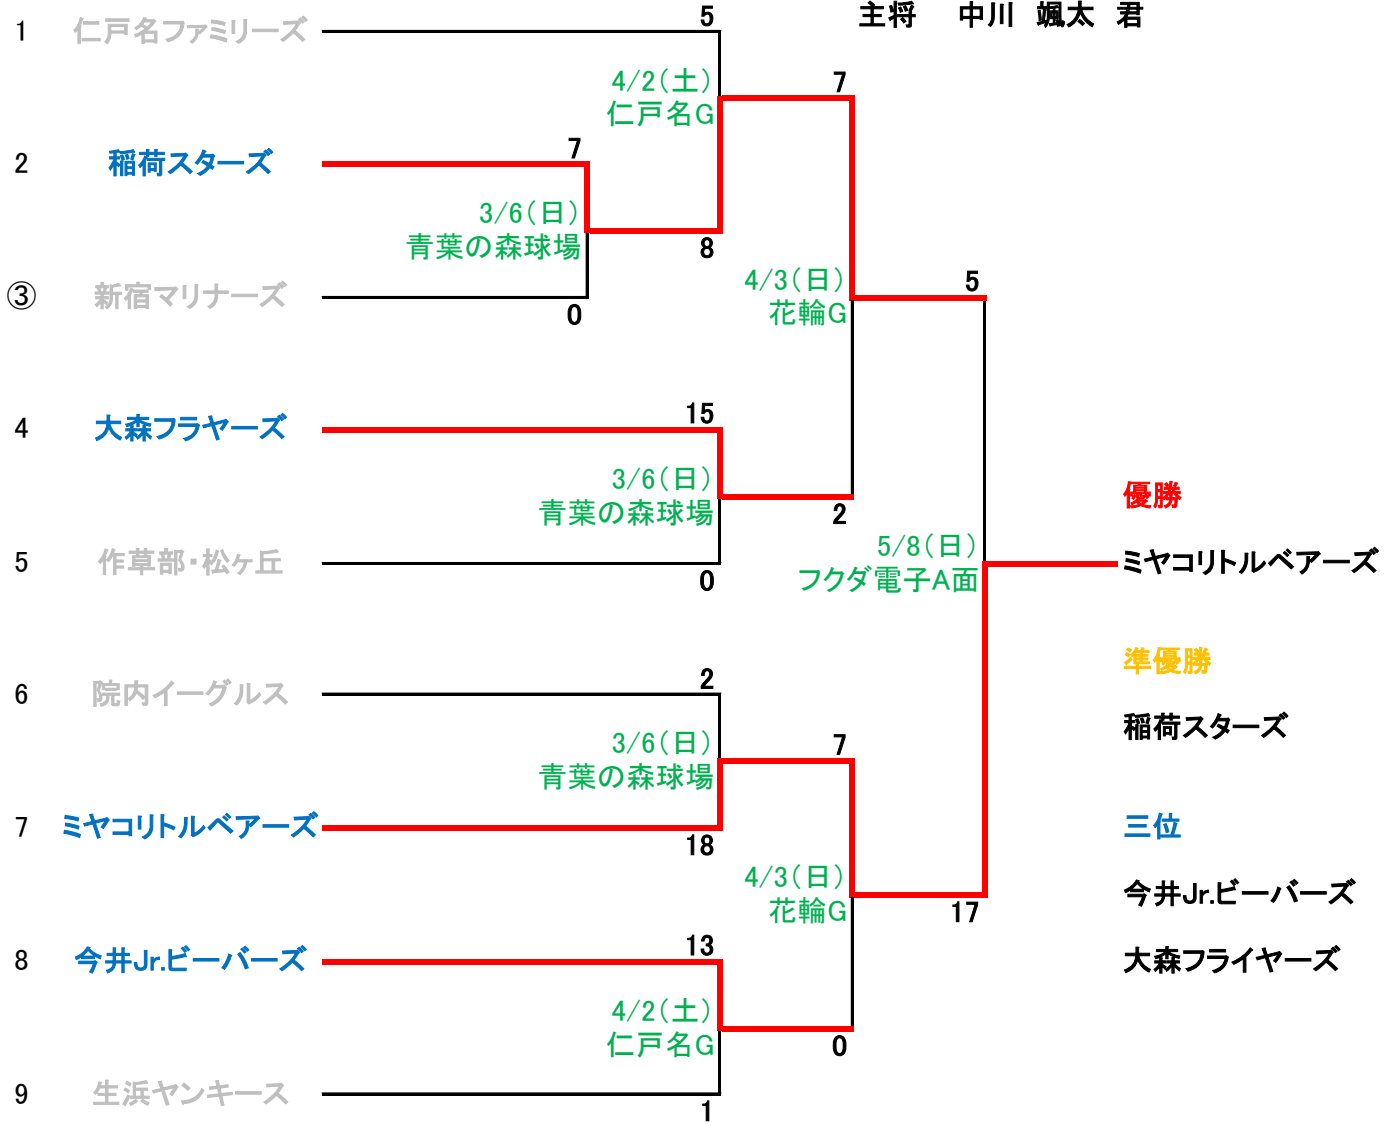 主将 中川 颯太 君
1 仁戸名ファミリーズ 5
4/2(土)
仁戸名G
7
2 稲荷スターズ 7
3/6(日)
青葉の森球場
8
③ 新宿マリナーズ 0
4/3(日)
花輪G
5
4 大森フラヤーズ 15
3/6(日)
青葉の森球場
2
5 作草部・松ヶ丘 0
5/8(日)
フクダ電子A面
優勝
ミヤコリトルベアーズ
準優勝
稲荷スターズ
三位
今井Jr.ビーバーズ
大森フライヤーズ
6 院内イーグルス 2
3/6(日)
青葉の森球場
7
7 ミヤコリトルベアーズ 18
4/3(日)
花輪G
17
8 今井Jr.ビーバーズ 13
4/2(土)
仁戸名G
0
9 生浜ヤンキース 1